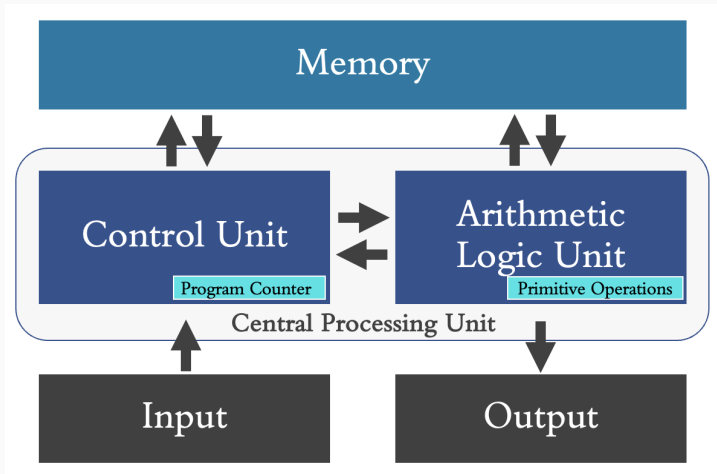 Memory
Control Unit
Program Counter
Arithmetic
Logic Unit
Primitive Operations
Central Processing Unit
Input
Output